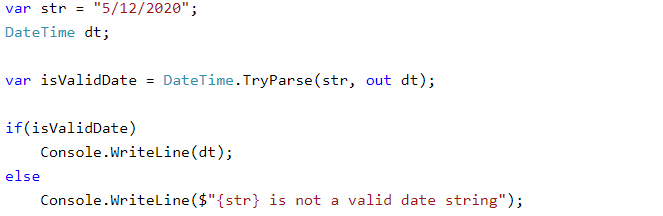 var str = "5/12/2020";
DateTime dt;
var isValidDate = DateTime.TryParse(str, out dt);
if(isValidDate)
    Console.WriteLine(dt);
else
    Console.WriteLine($"{str} is not a valid date string");